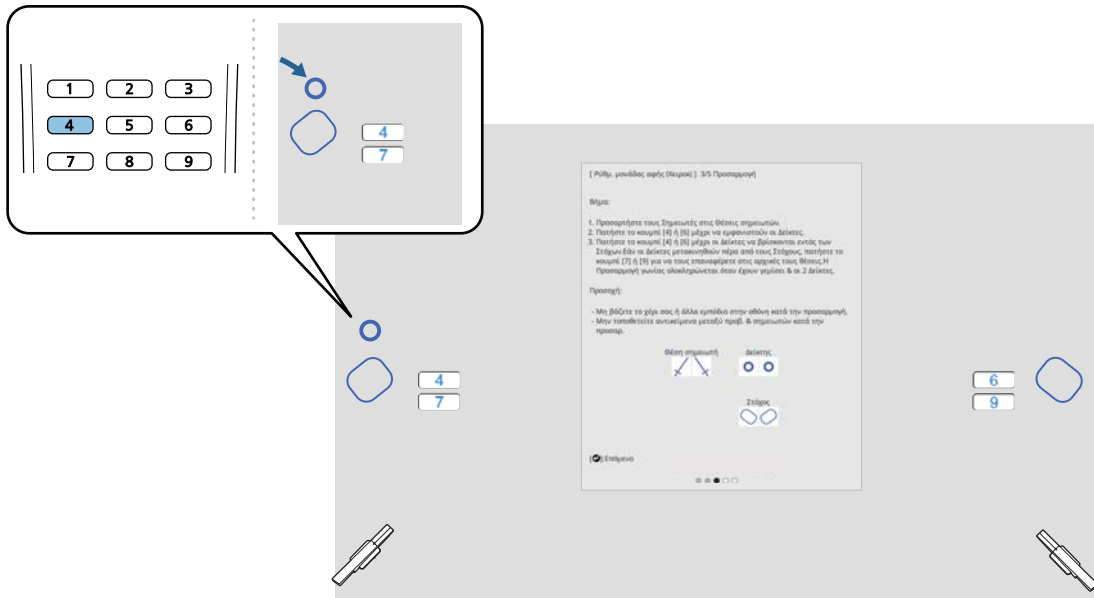 1 2 3
4 5 6
7 8 9
4
7
[ Ρύθμ. μονάδας αφής (Χειροκ) ] 3/5 Προσαρμογή
Βήμα:
1. Προσαρτήστε τους Σημειωτές στις Θέσεις σημειωτών.
2. Πατήστε το κουμπί [4] ή [6] μέχρι να εμφανιστούν οι Δείκτες.
3. Πατήστε το κουμπί [4] ή [6] μέχρι οι Δείκτες να βρίσκονται εντός των
Στόχων.Εάν οι Δείκτες μετακινηθούν πέρα από τους Στόχους, πατήστε το
κουμπί [7] ή [9] για να τους επαναφέρετε στις αρχικές τους θέσεις.Η
Προσαρμογή γωνίας ολοκληρώνεται όταν έχουν γεμίσει & οι 2 Δείκτες.
Προσοχή:
- Μη βάζετε το χέρι σας ή άλλα εμπόδια στην οθόνη κατά την προσαρμογή.
- Μην τοποθετείτε αντικείμενα μεταξύ προβ. & σημειωτών κατά την
προσαρ.
Θέση σημειωτή Δείκτης
Στόχος
4
7
6
9
[ ]:Επόμενο